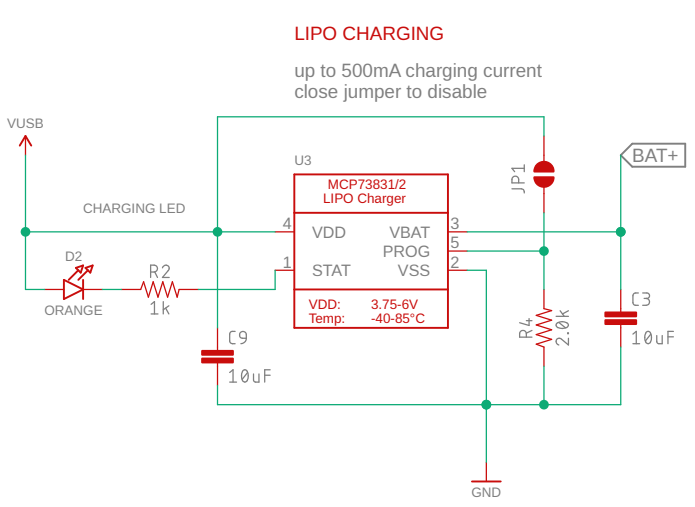 LIPO CHARGING
up to 500mA charging current
close jumper to disable
VUSB
U3
MCP73831/2
LIPO Charger
JP1
BAT+
CHARGING LED
4
VDD
VBAT
3
PROG
5
1
STAT
VSS
2
D2
ORANGE
R2
1k
VDD: 3.75-6V
Temp: -40-85°C
C9
10uF
R4
2.0k
C3
10uF
GND